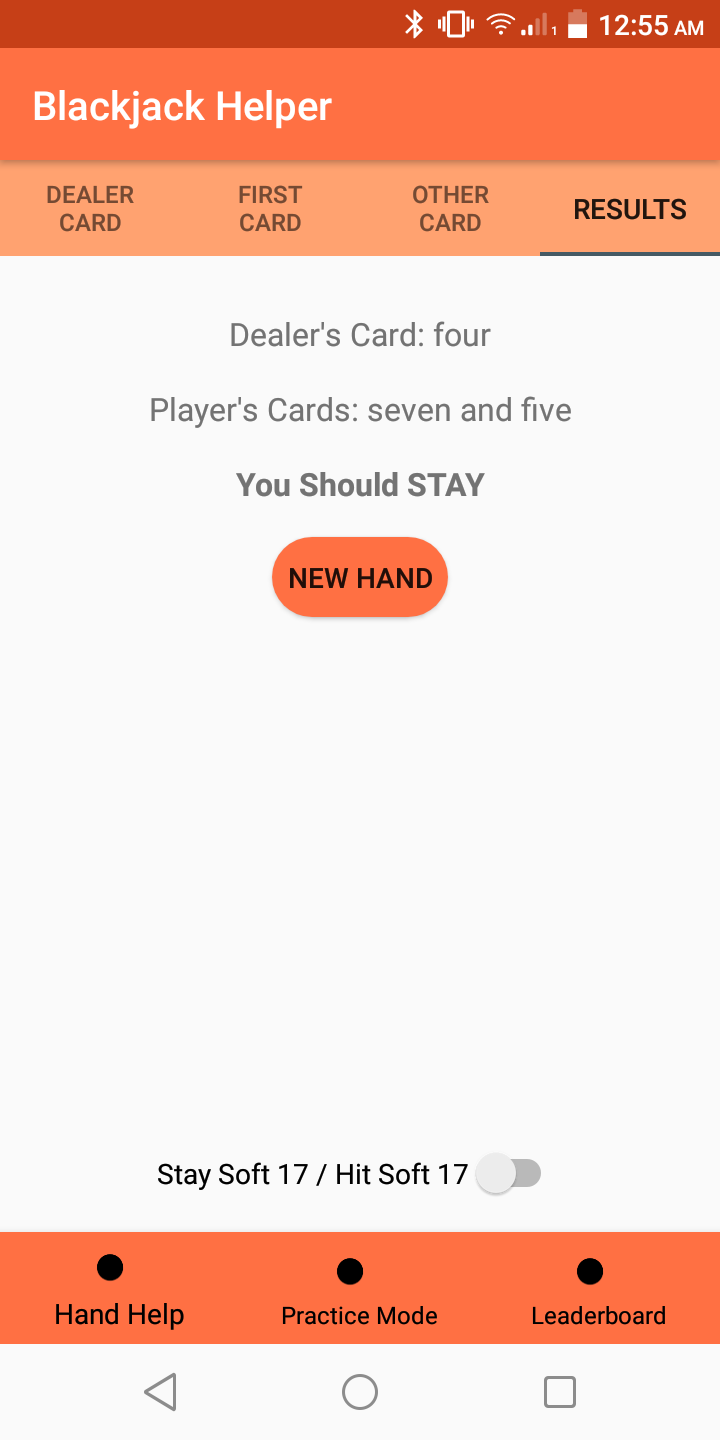 1 12:55 AM
Blackjack Helper
DEALER CARD
FIRST CARD
OTHER CARD
RESULTS
Dealer's Card: four
Player's Cards: seven and five
You Should STAY
NEW HAND
Stay Soft 17 / Hit Soft 17
Hand Help
Practice Mode
Leaderboard